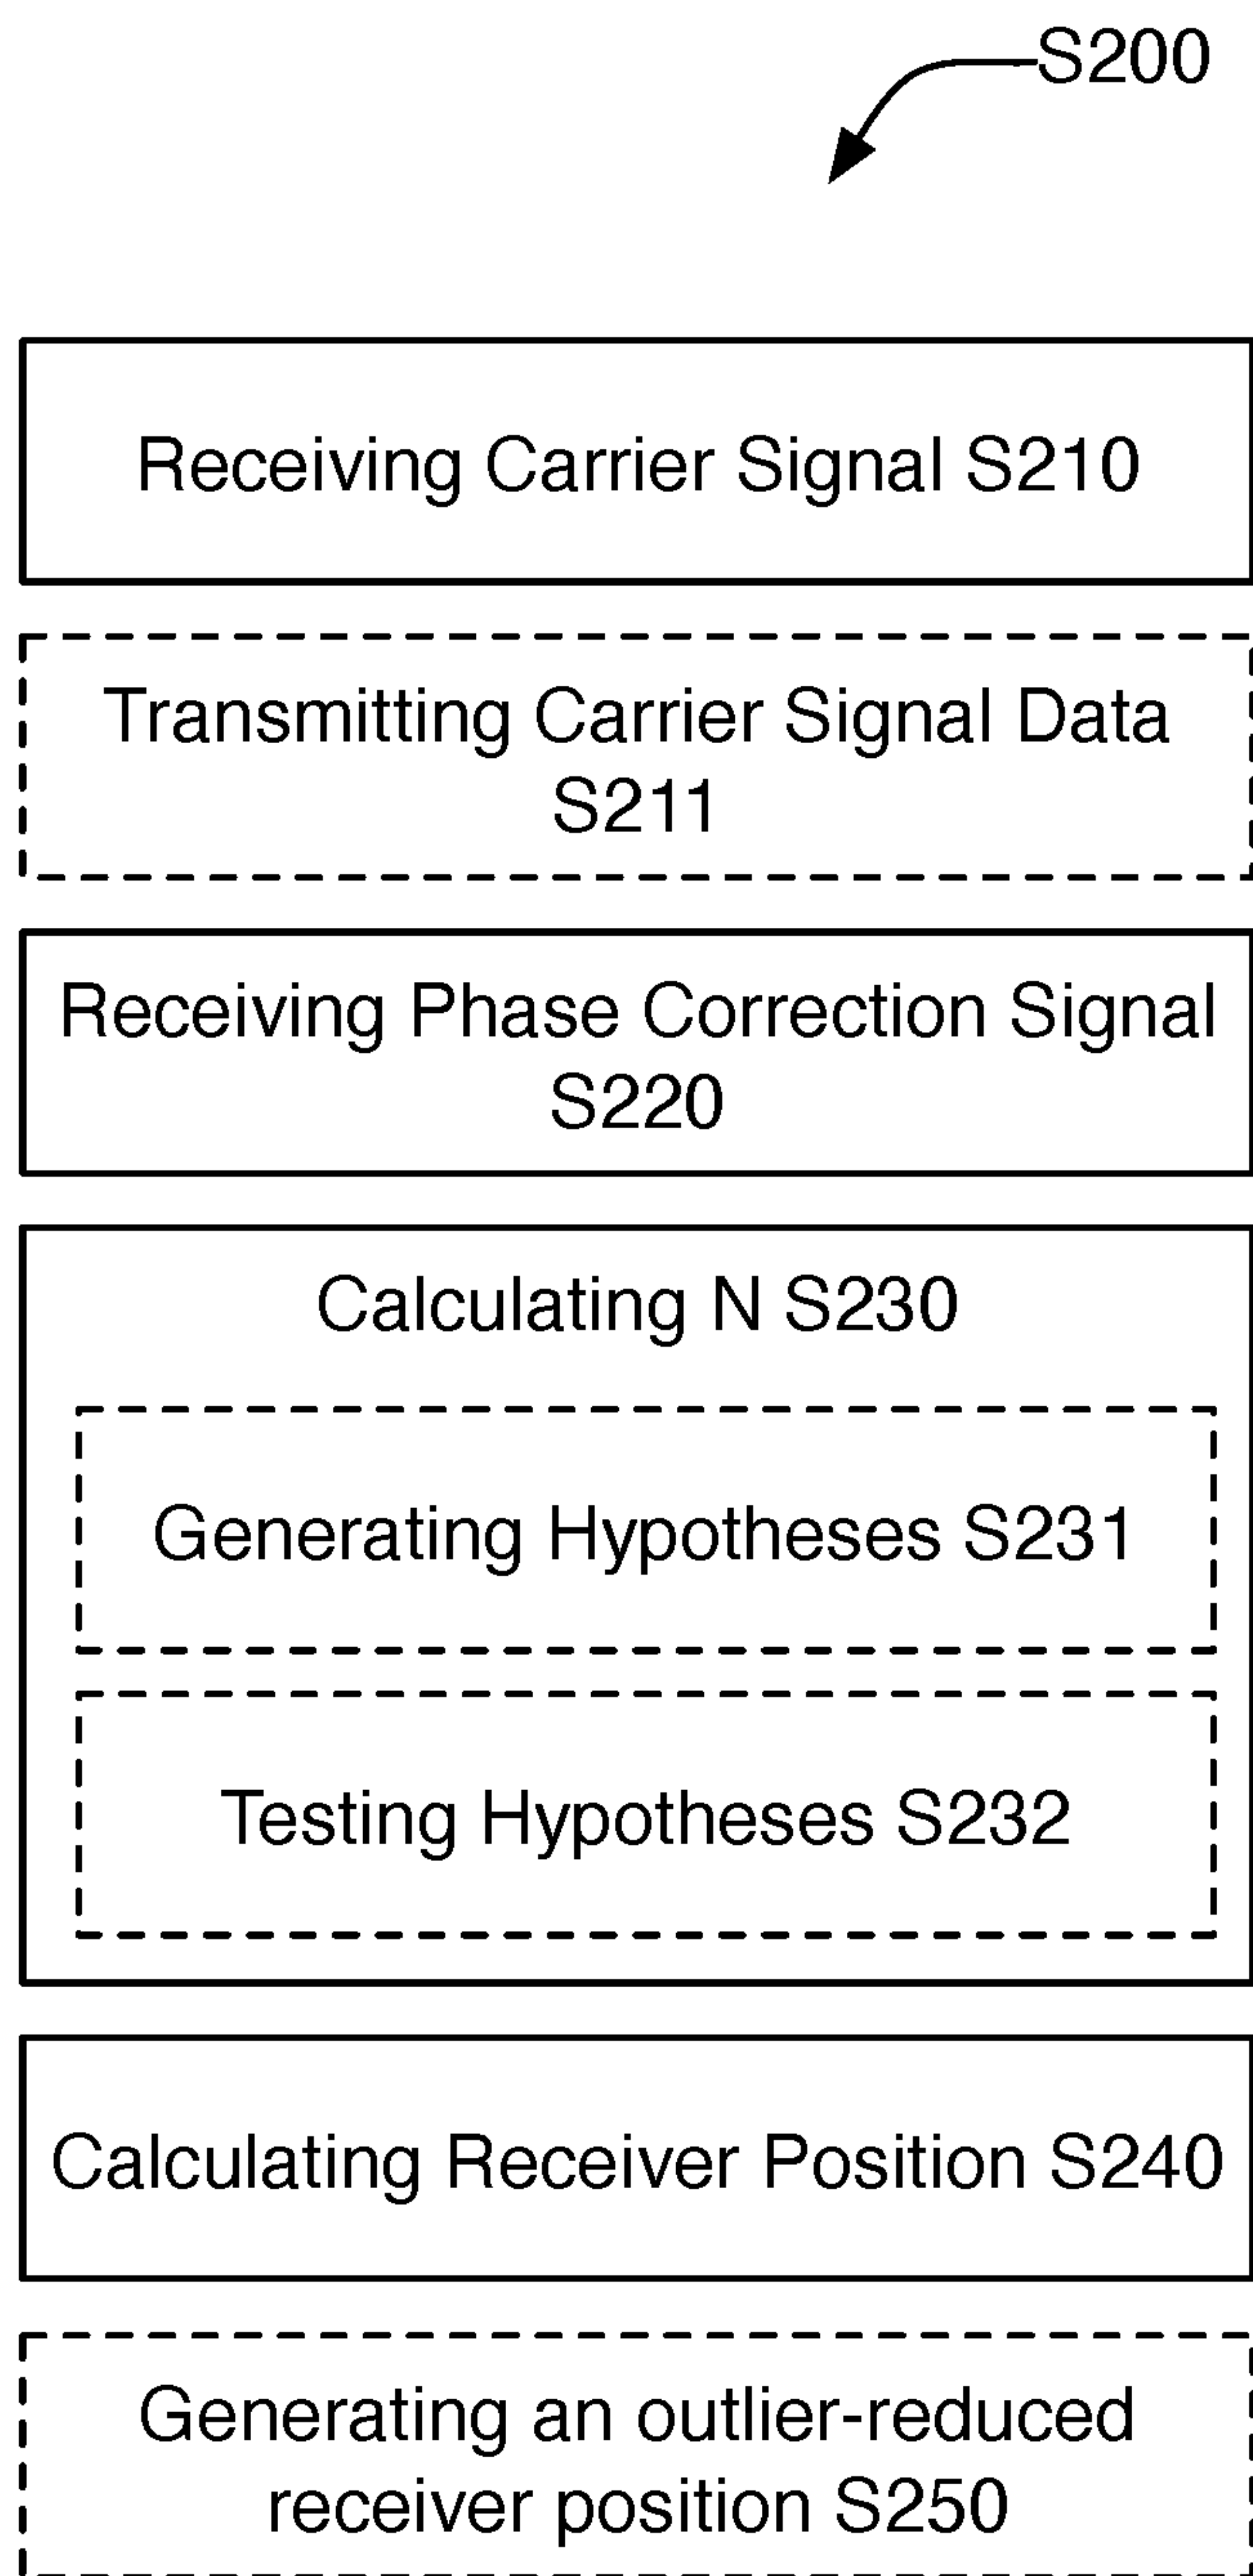 S200
Receiving Carrier Signal S210
Transmitting Carrier Signal Data
S211
Receiving Phase Correction Signal
S220
Calculating N S230
Generating Hypotheses S231
Testing Hypotheses S232
Calculating Receiver Position S240
Generating an outlier-reduced
receiver position S250